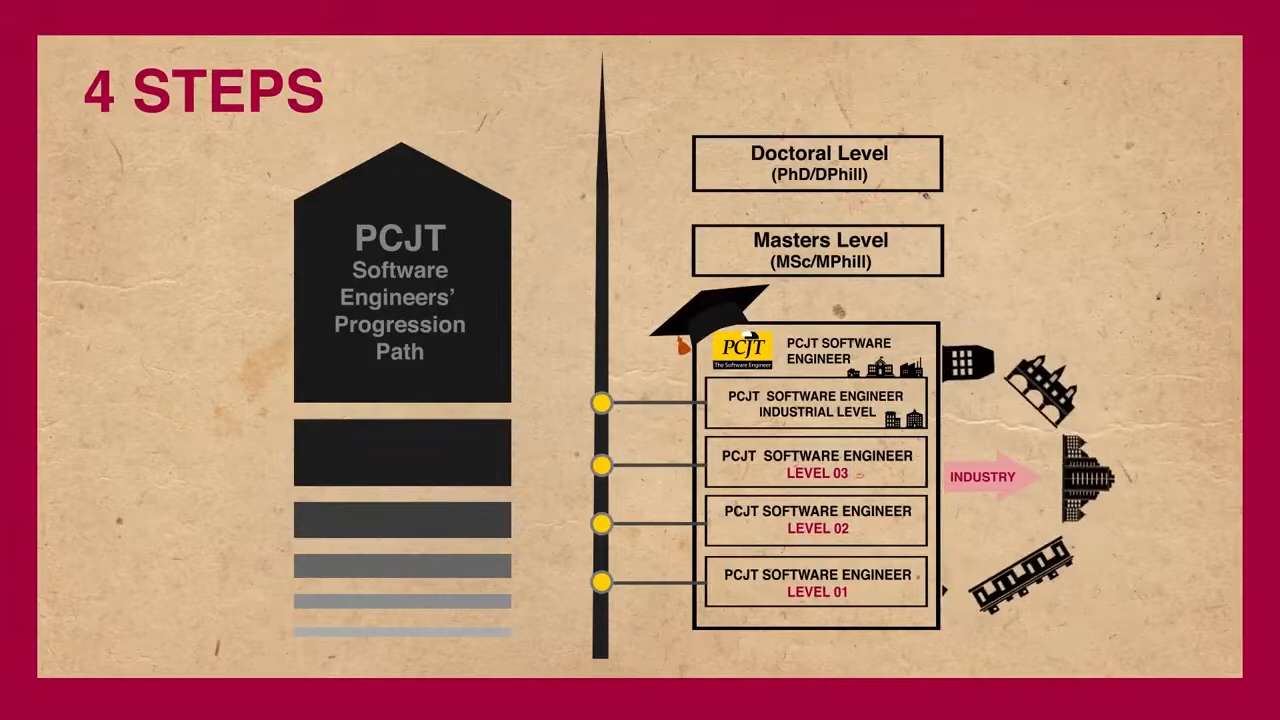 4 STEPS
PCJT
Software
Engineers’
Progression
Path
Doctoral Level
(PhD/DPhill)
Masters Level
(MSc/MPhill)
PCJT
The Software Engineer
PCJT SOFTWARE
ENGINEER
PCJT SOFTWARE ENGINEER
INDUSTRIAL LEVEL
PCJT SOFTWARE ENGINEER
LEVEL 03
PCJT SOFTWARE ENGINEER
LEVEL 02
PCJT SOFTWARE ENGINEER
LEVEL 01
INDUSTRY